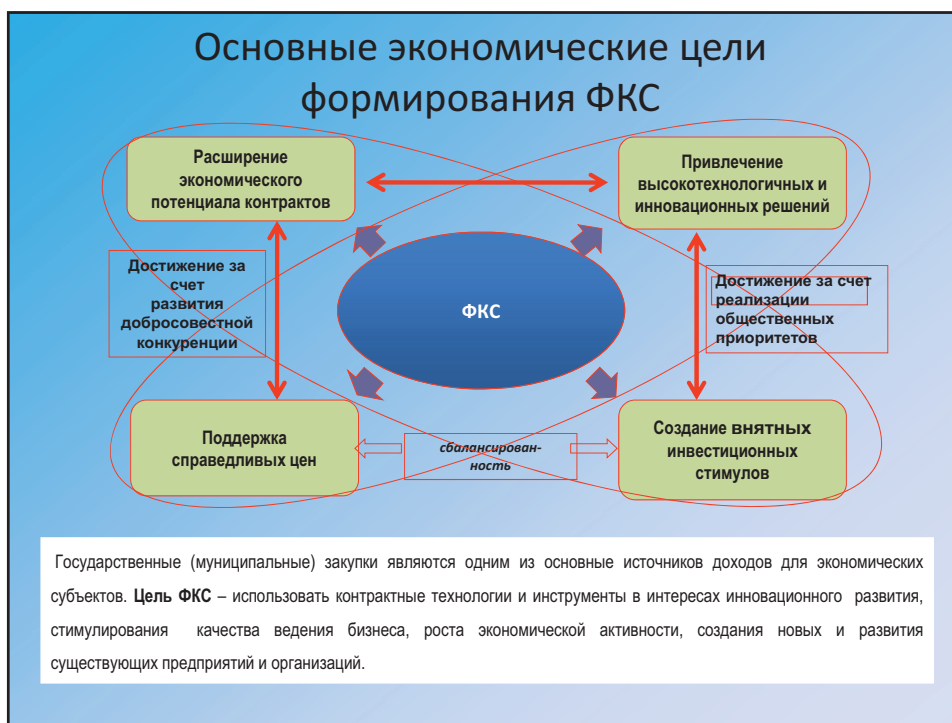 Основные экономические цели
формирования ФКС
Расширение
экономического
потенциала контрактов
Привлечение
высокотехнологичных и
инновационных решений
Достижение за
счет
развития
добросовестной
конкуренции
ФКС
Достижение за счет
реализации
общественных
приоритетов
Поддержка
справедливых цен
сбалансирован-
ность
Создание внятных
инвестиционных
стимулов
Государственные (муниципальные) закупки являются одним из основные источников доходов для экономических
субъектов. Цель ФКС – использовать контрактные технологии и инструменты в интересах инновационного развития,
стимулирования качества ведения бизнеса, роста экономической активности, создания новых и развития
существующих предприятий и организаций.